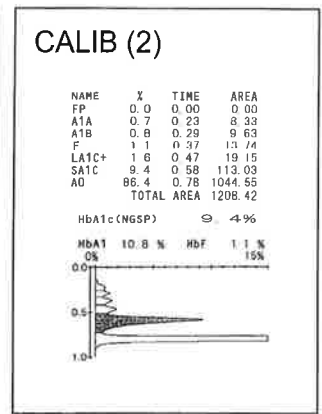 CALIB (2)
NAME % TIME AREA
FP 0.0 0.00 0.00
A1A 0.7 0.23 8.33
A1B 0.8 0.29 9.63
F 1.1 0.37 13.74
LA1C+ 1.6 0.47 19.15
SA1C 9.4 0.58 113.03
A0 86.4 0.78 1044.55
TOTAL AREA 1208.42
HbA1c(NGSP) 9.4%
HbA1 10.8 % HbF 1.1 %
0% 15%
0.0
0.5
1.0